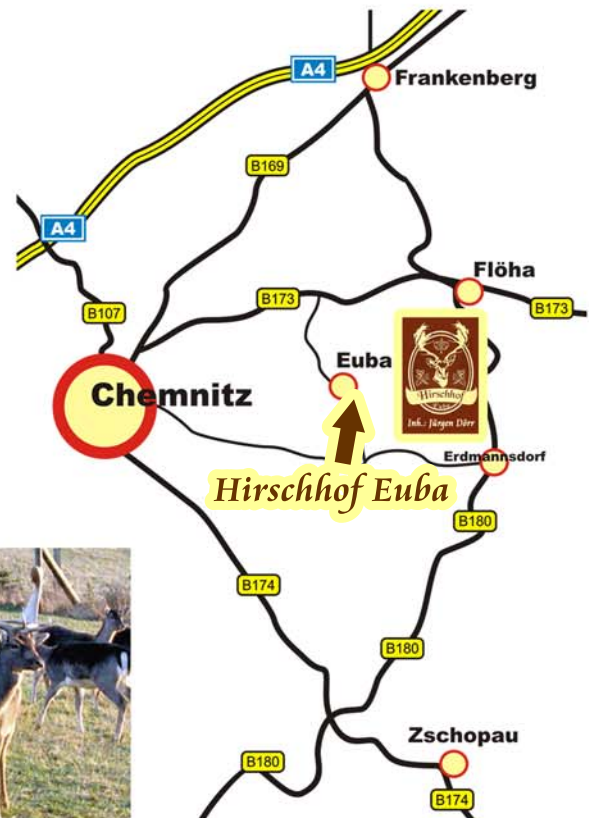 A4
Frankenberg
B169
A4
Flöha
B173
B173
B107
Euba
Chemnitz
Hirschhof
Inh.: Jürgen Dörr
Erdmannsdorf
Hirschhof Euba
B180
B174
B180
Zschopau
B180
B174